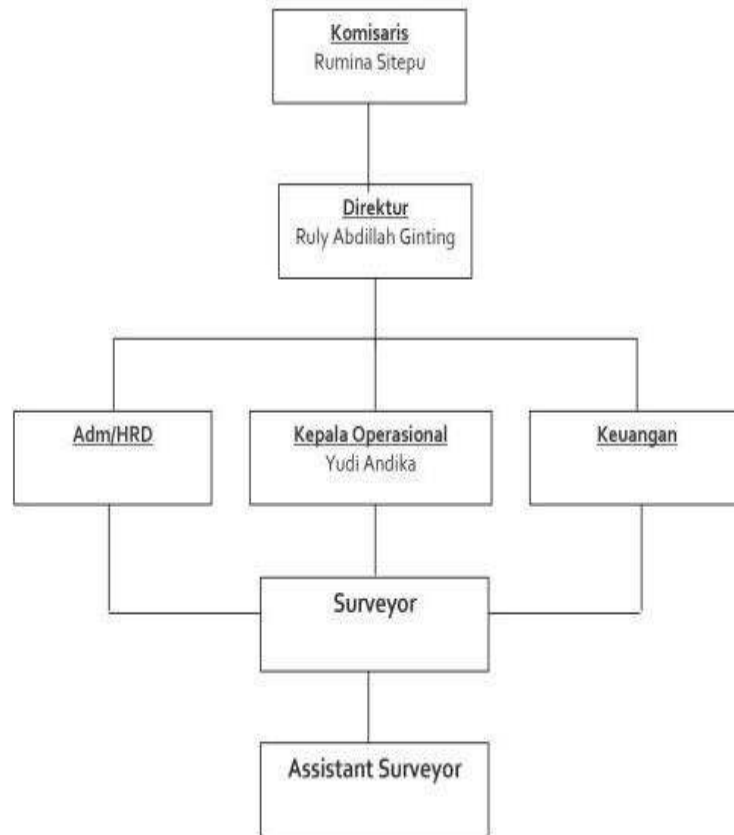 Komisaris
Rumina Sitepu
Direktur
Ruly Abdillah Ginting
Adm/HRD
Kepala Operasional
Yudi Andika
Keuangan
Surveyor
Assistant Surveyor